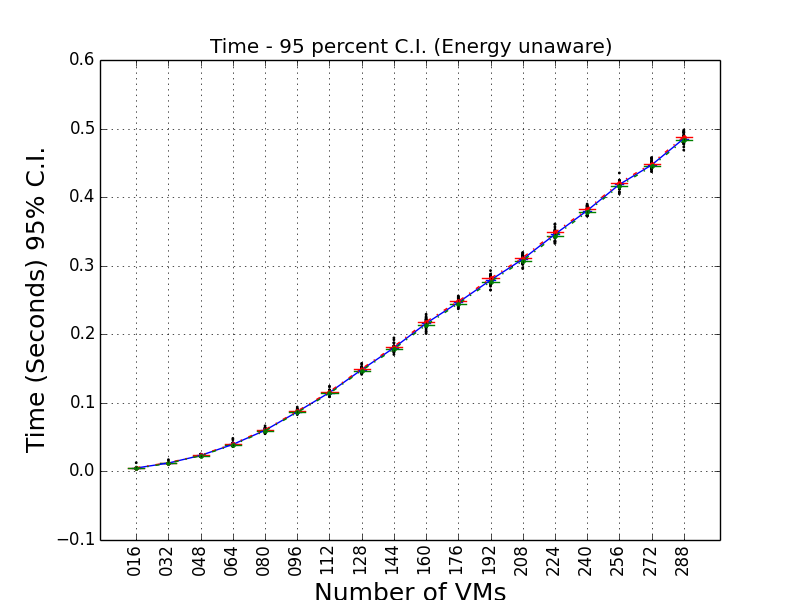 Time - 95 percent C.I. (Energy unaware)
Time (Seconds) 95% C.I.
0.6
0.5
0.4
0.3
0.2
0.1
0.0
−0.1
016 032 048 064 080 096 112 128 144 160 176 192 208 224 240 256 272 288
Number of VMs